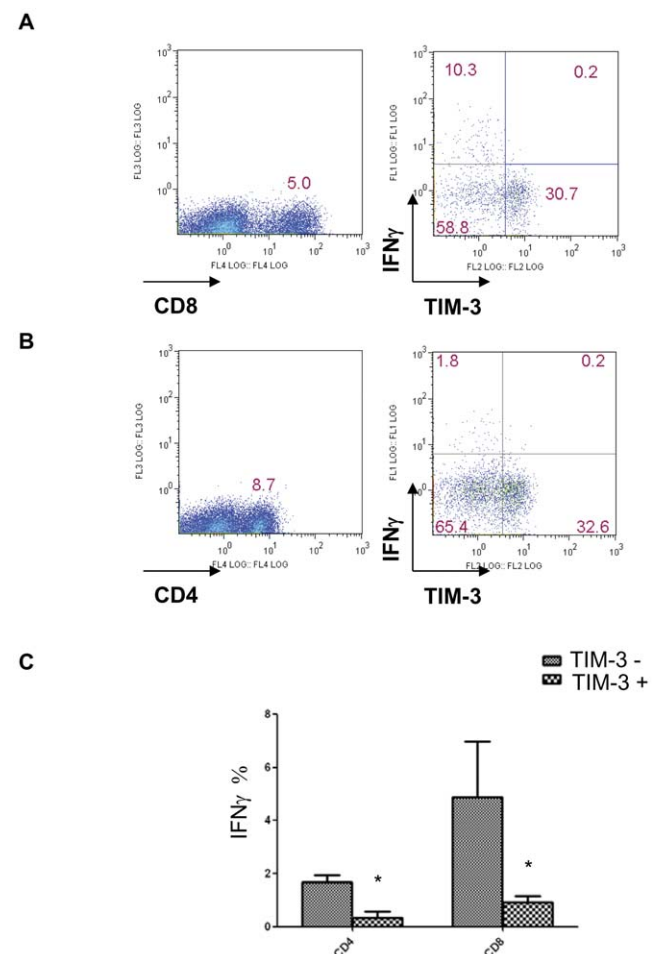 A
10³
10²
10¹
10⁰
FL3 LOG:: FL3 LOG
5.0
10⁰ 10¹ 10² 10³
FL4 LOG:: FL4 LOG
CD8
10³
10²
10¹
10⁰
FL1 LOG:: FL1 LOG
10.3 0.2
30.7
58.8
10⁰ 10¹ 10² 10³
FL2 LOG:: FL2 LOG
IFNγ
TIM-3
B
10³
10²
10¹
10⁰
FL3 LOG:: FL3 LOG
8.7
10⁰ 10¹ 10² 10³
FL4 LOG:: FL4 LOG
CD4
10³
10²
10¹
10⁰
FL1 LOG:: FL1 LOG
1.8 0.2
65.4 32.6
10⁰ 10¹ 10² 10³
FL2 LOG:: FL2 LOG
IFNγ
TIM-3
C
TIM-3 -
TIM-3 +
IFNγ %
8
6
4
2
0
*
*
CD4 CD8